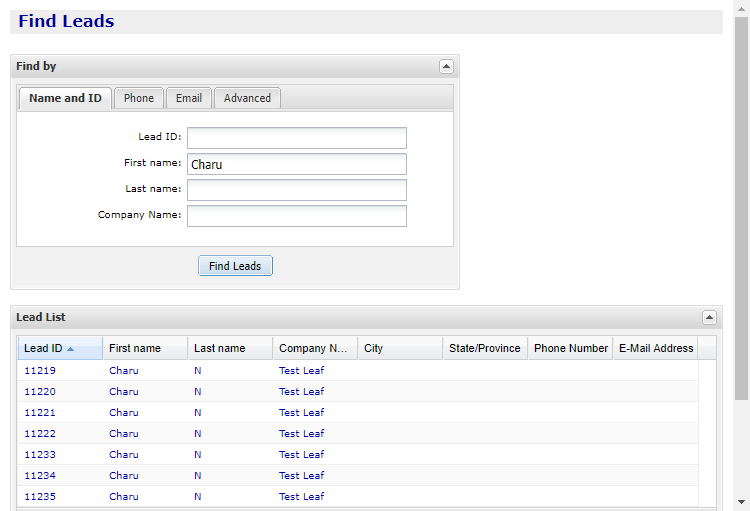 Find Leads
Find by
Name and ID Phone Email Advanced
Lead ID:
First name: Charu
Last name:
Company Name:
Find Leads
Lead List
Lead ID First name Last name Company N... City State/Province Phone Number E-Mail Address
11219 Charu N Test Leaf
11220 Charu N Test Leaf
11221 Charu N Test Leaf
11222 Charu N Test Leaf
11233 Charu N Test Leaf
11234 Charu N Test Leaf
11235 Charu N Test Leaf